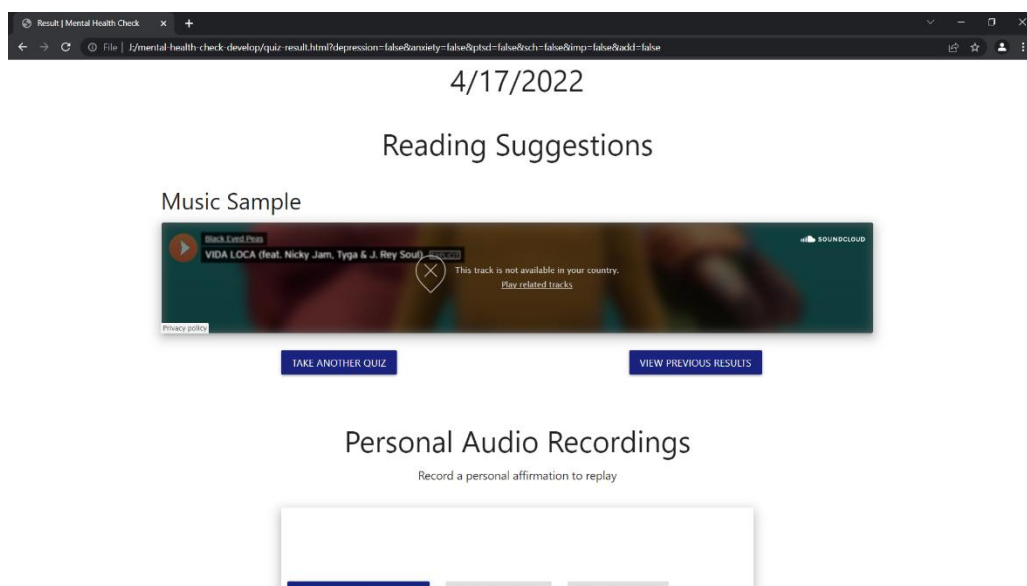 Result | Mental Health Check
File | J:/mental-health-check-develop/quiz-result.html?depression=false&anxiety=false&ptsd=false&sch=false&imp=false&add=false
4/17/2022
Reading Suggestions
Music Sample
Black Eyed Peas
SOUNDCLOUD
VIDA LOCA (feat. Nicky Jam, Tyga & J. Rey Soul)
This track is not available in your country.
Play related tracks
Privacy policy
TAKE ANOTHER QUIZ
VIEW PREVIOUS RESULTS
Personal Audio Recordings
Record a personal affirmation to replay